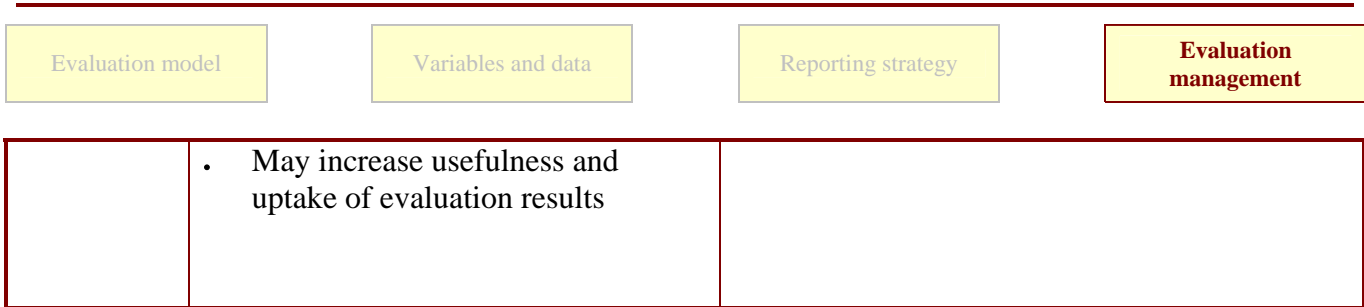 Evaluation model
Variables and data
Reporting strategy
Evaluation
management
• May increase usefulness and
uptake of evaluation results